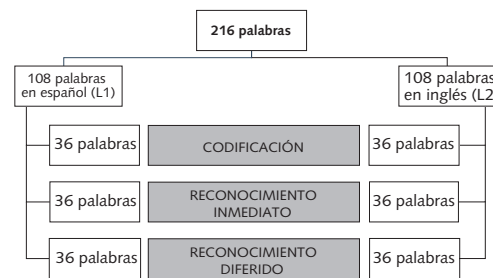 216 palabras
108 palabras
en español (L1)
108 palabras
en inglés (L2
36 palabras
CODIFICACIÓN
36 palabras
36 palabras
RECONOCIMIENTO
INMEDIATO
36 palabras
36 palabras
RECONOCIMIENTO
DIFERIDO
36 palabras